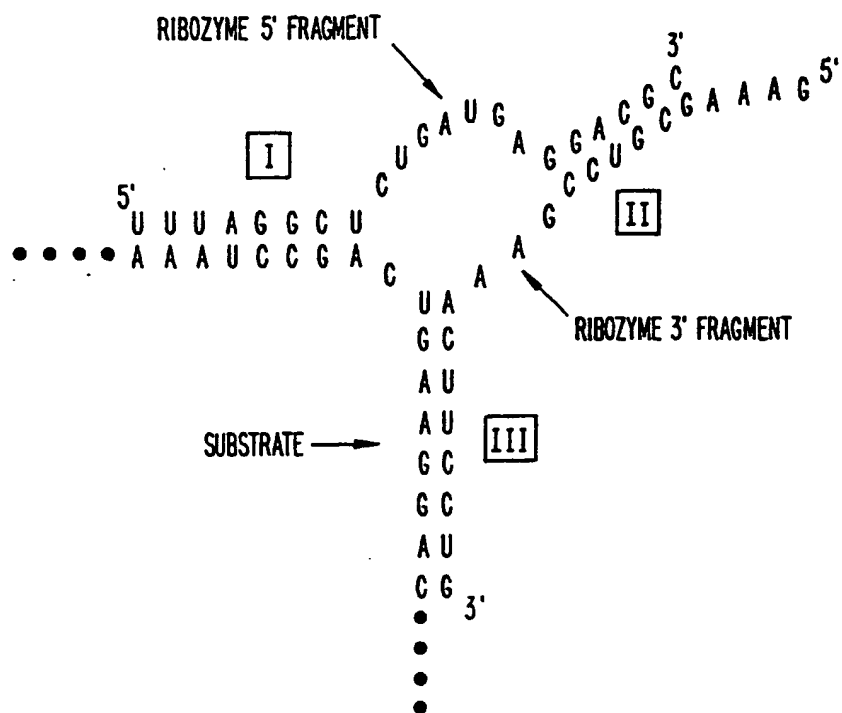 RIBOZYME 5' FRAGMENT
I
5'
U U U A G G C U C U G A U G A G G A C G C
3'
5'
G A A A G C G U C C G A A
II
A A A U C C G A C
RIBOZYME 3' FRAGMENT
U A
G C
A U
A U
G C
G C
A U
C G
3'
SUBSTRATE
III